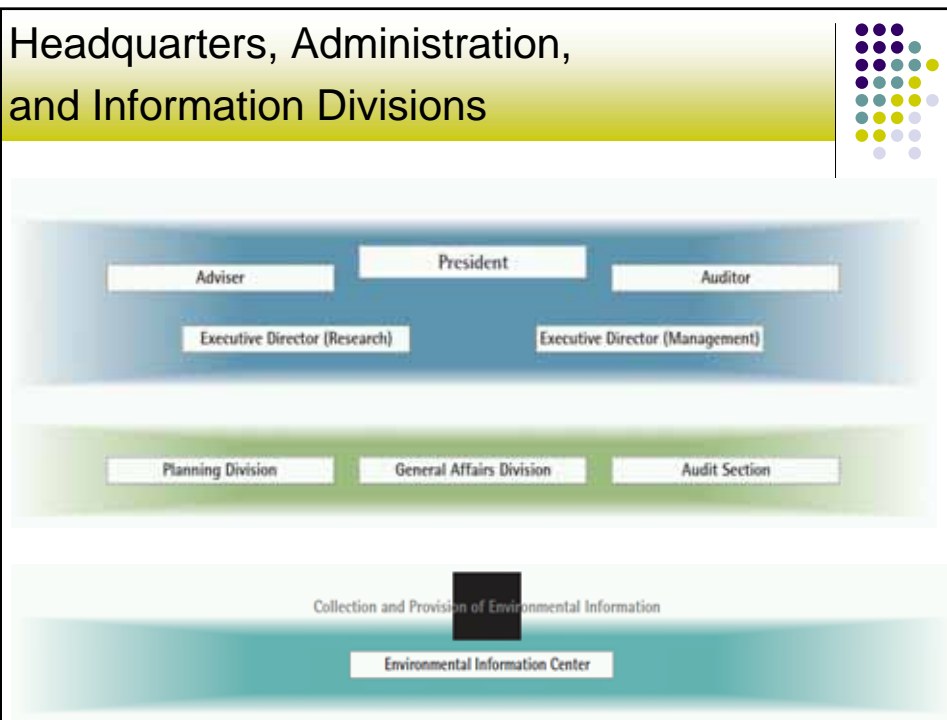 Headquarters, Administration,
and Information Divisions
President
Adviser
Auditor
Executive Director (Research)
Executive Director (Management)
Planning Division
General Affairs Division
Audit Section
Collection and Provision of Environmental Information
Environmental Information Center